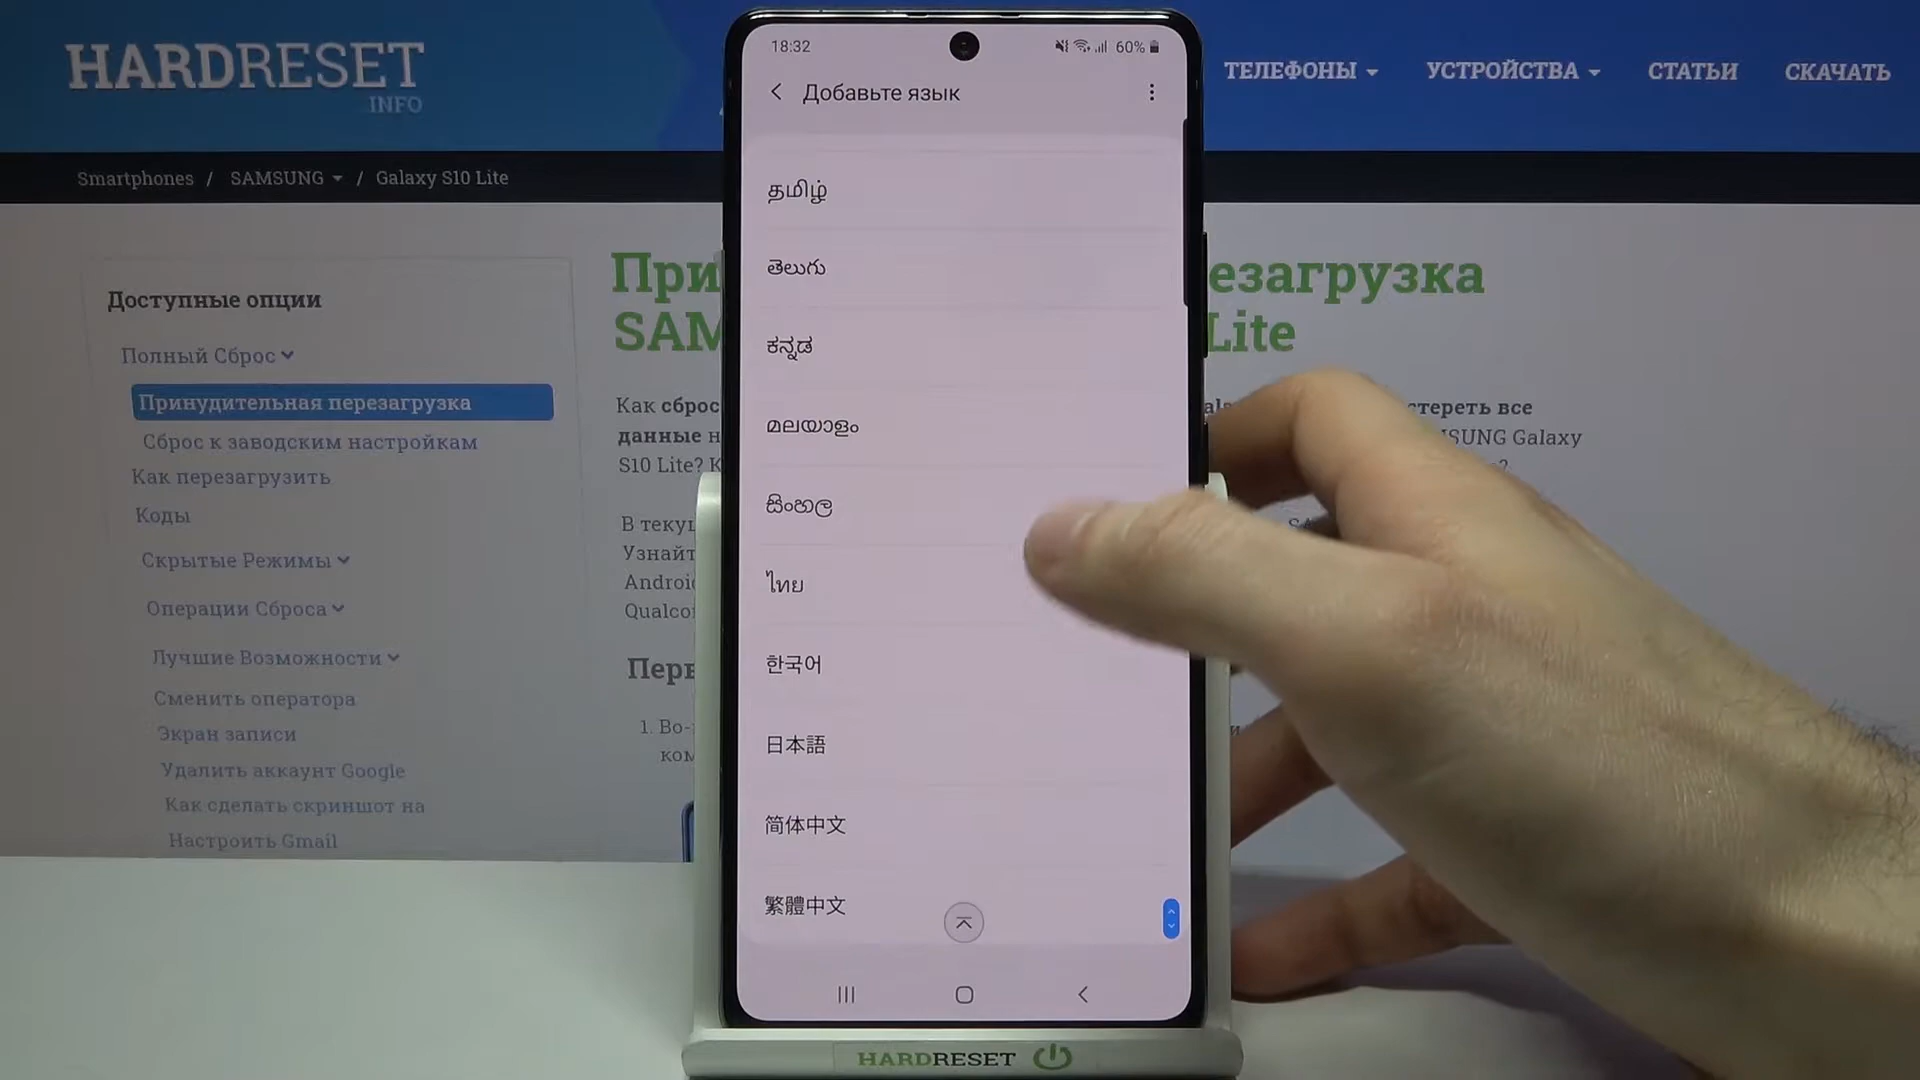 HARDRESET
INFO
ТЕЛЕФОНЫ
УСТРОЙСТВА
СТАТЬИ
СКАЧАТЬ
Smartphones / SAMSUNG / Galaxy S10 Lite
Доступные опции
Полный Сброс
Принудительная перезагрузка
Сброс к заводским настройкам
Как перезагрузить
Коды
Скрытые Режимы
Операции Сброса
Лучшие Возможности
Сменить оператора
Экран записи
Удалить аккаунт Google
Как сделать скриншот на
Настроить Gmail
При езагрузка
SAM Lite
Как сброс стереть все
данные н SUNG Galaxy
S10 Lite?
В теку
Узнайт
Android
Qualco
Перв
1. Во-
ком
18:32
60%
Добавьте язык
தமிழ்
తెలుగు
ಕನ್ನಡ
മലയാളം
සිංහල
ไทย
한국어
日本語
简体中文
繁體中文
HARDRESET